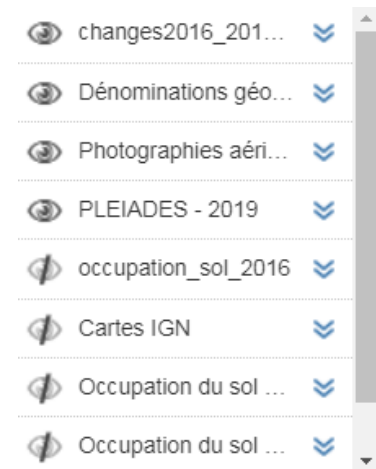 changes2016_201...
Dénominations géo...
Photographies aéri...
PLEIADES - 2019
occupation_sol_2016
Cartes IGN
Occupation du sol ...
Occupation du sol ...